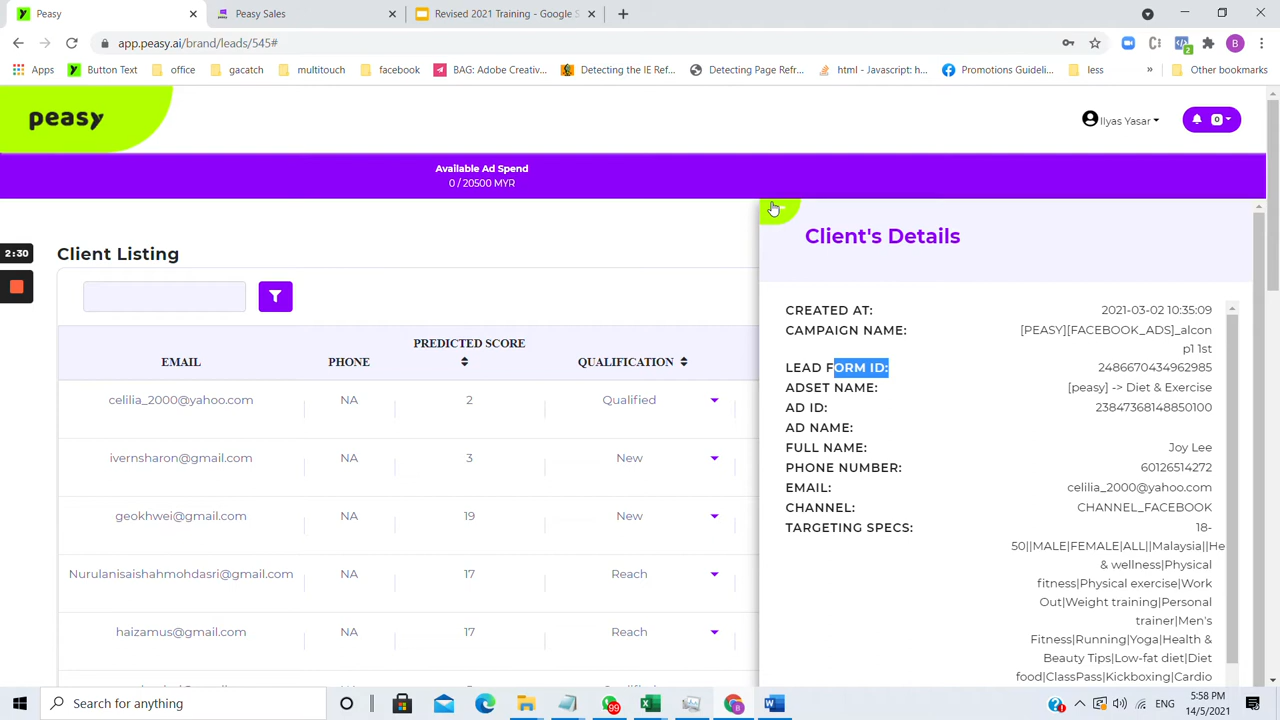 Peasy
Peasy Sales
Revised 2021 Training - Google S
app.peasy.ai/brand/leads/545#
B
Apps
Button Text
office
gacatch
multitouch
facebook
BAG: Adobe Creativ...
Detecting the IE Ref...
Detecting Page Refr...
html - Javascript: h...
Promotions Guidelin...
less
»
Other bookmarks
peasy
Ilyas Yasar
0
Available Ad Spend
0 / 20500 MYR
2:30
Client Listing
EMAIL PHONE PREDICTED SCORE QUALIFICATION
celilia_2000@yahoo.com NA 2 Qualified
ivernsharon@gmail.com NA 3 New
geokhwei@gmail.com NA 19 New
Nurulanisaishahmohdasri@gmail.com NA 17 Reach
haizamus@gmail.com NA 17 Reach
Client's Details
CREATED AT: 2021-03-02 10:35:09
CAMPAIGN NAME: [PEASY][FACEBOOK_ADS]_alcon
p1 1st
LEAD FORM ID: 2486670434962985
ADSET NAME: [peasy] -> Diet & Exercise
AD ID: 23847368148850100
AD NAME:
FULL NAME: Joy Lee
PHONE NUMBER: 60126514272
EMAIL: celilia_2000@yahoo.com
CHANNEL: CHANNEL_FACEBOOK
TARGETING SPECS: 18-
50||MALE|FEMALE|ALL||Malaysia||He
& wellness|Physical
fitness|Physical exercise|Work
Out|Weight training|Personal
trainer|Men's
Fitness|Running|Yoga|Health &
Beauty Tips|Low-fat diet|Diet
food|ClassPass|Kickboxing|Cardio
Search for anything
99
ENG
5:58 PM
14/5/2021